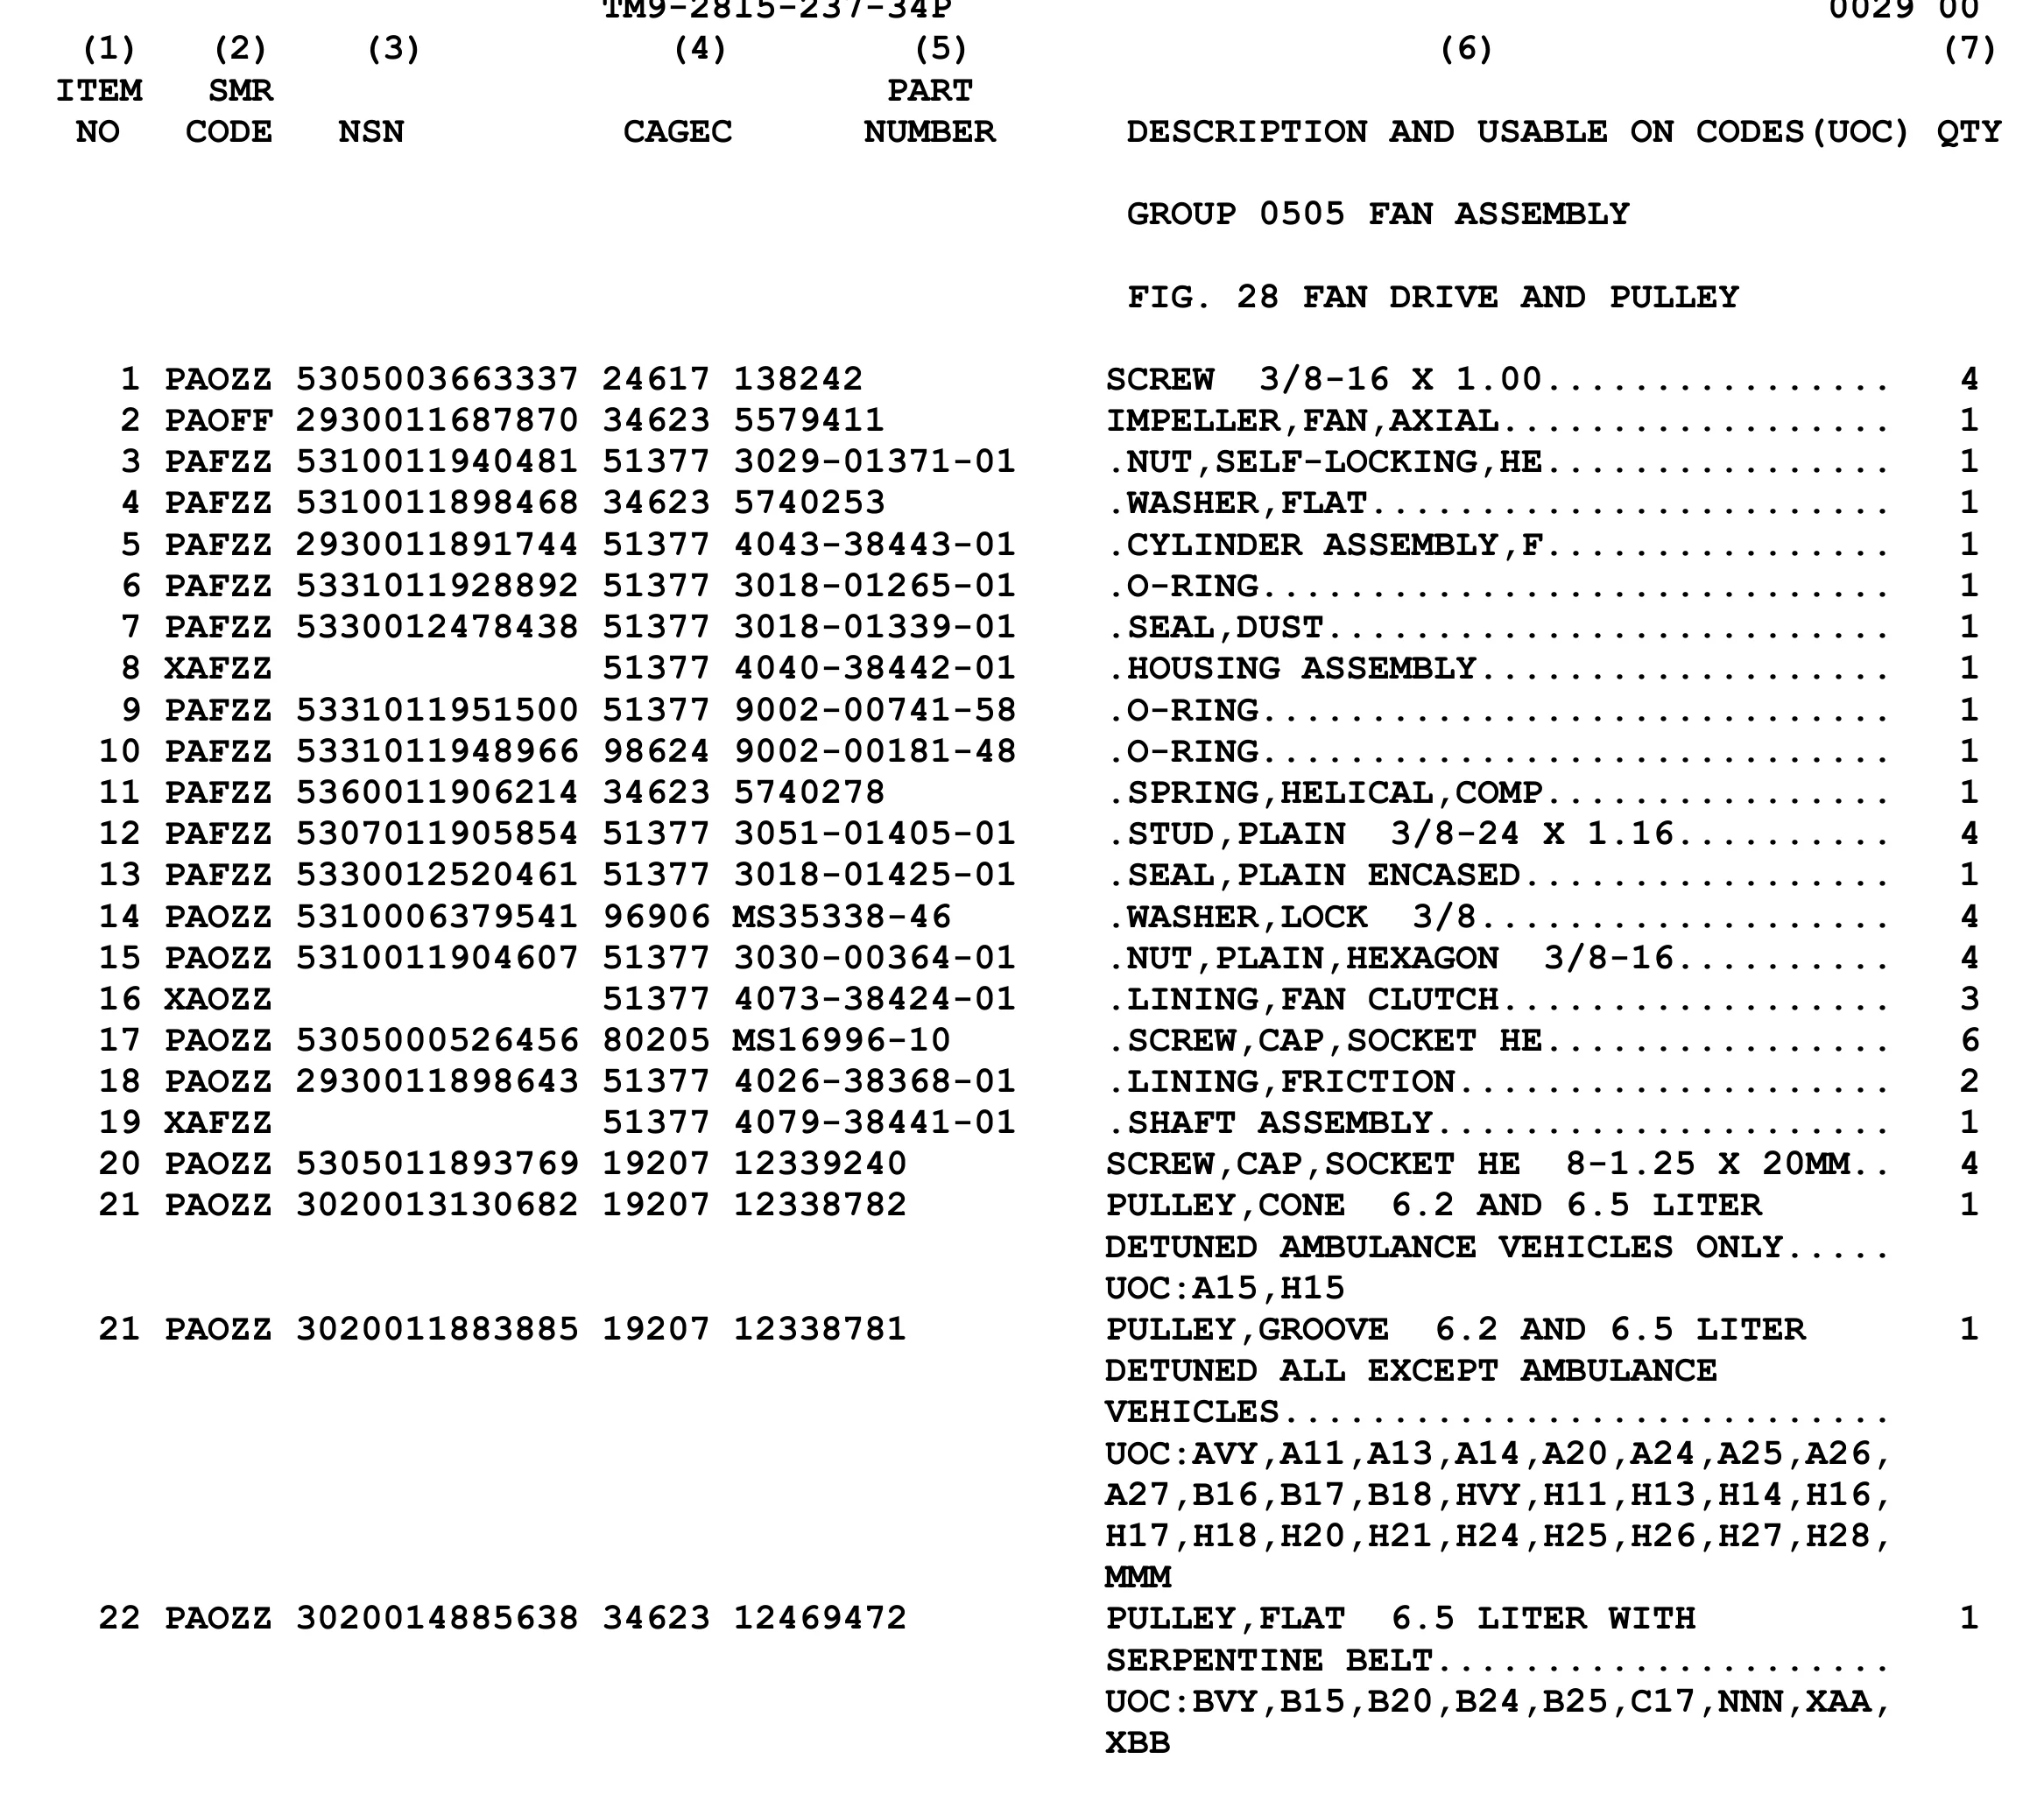 TM9-2815-237-34P 0029 00
(1) (2) (3) (4) (5) (6) (7)
ITEM SMR PART
NO CODE NSN CAGEC NUMBER DESCRIPTION AND USABLE ON CODES(UOC) QTY
GROUP 0505 FAN ASSEMBLY
FIG. 28 FAN DRIVE AND PULLEY
1 PAOZZ 5305003663337 24617 138242 SCREW 3/8-16 X 1.00................ 4
2 PAOFF 2930011687870 34623 5579411 IMPELLER,FAN,AXIAL.................. 1
3 PAFZZ 5310011940481 51377 3029-01371-01 .NUT,SELF-LOCKING,HE................ 1
4 PAFZZ 5310011898468 34623 5740253 .WASHER,FLAT........................ 1
5 PAFZZ 2930011891744 51377 4043-38443-01 .CYLINDER ASSEMBLY,F................ 1
6 PAFZZ 5331011928892 51377 3018-01265-01 .O-RING............................. 1
7 PAFZZ 5330012478438 51377 3018-01339-01 .SEAL,DUST.......................... 1
8 XAFZZ 51377 4040-38442-01 .HOUSING ASSEMBLY................... 1
9 PAFZZ 5331011951500 51377 9002-00741-58 .O-RING............................. 1
10 PAFZZ 5331011948966 98624 9002-00181-48 .O-RING............................. 1
11 PAFZZ 5360011906214 34623 5740278 .SPRING,HELICAL,COMP................ 1
12 PAFZZ 5307011905854 51377 3051-01405-01 .STUD,PLAIN 3/8-24 X 1.16.......... 4
13 PAFZZ 5330012520461 51377 3018-01425-01 .SEAL,PLAIN ENCASED................. 1
14 PAOZZ 5310006379541 96906 MS35338-46 .WASHER,LOCK 3/8................... 4
15 PAOZZ 5310011904607 51377 3030-00364-01 .NUT,PLAIN,HEXAGON 3/8-16.......... 4
16 XAOZZ 51377 4073-38424-01 .LINING,FAN CLUTCH.................. 3
17 PAOZZ 5305000526456 80205 MS16996-10 .SCREW,CAP,SOCKET HE................ 6
18 PAOZZ 2930011898643 51377 4026-38368-01 .LINING,FRICTION.................... 2
19 XAFZZ 51377 4079-38441-01 .SHAFT ASSEMBLY..................... 1
20 PAOZZ 5305011893769 19207 12339240 SCREW,CAP,SOCKET HE 8-1.25 X 20MM.. 4
21 PAOZZ 3020013130682 19207 12338782 PULLEY,CONE 6.2 AND 6.5 LITER 1
DETUNED AMBULANCE VEHICLES ONLY.....
UOC:A15,H15
21 PAOZZ 3020011883885 19207 12338781 PULLEY,GROOVE 6.2 AND 6.5 LITER 1
DETUNED ALL EXCEPT AMBULANCE
VEHICLES............................
UOC:AVY,A11,A13,A14,A20,A24,A25,A26,
A27,B16,B17,B18,HVY,H11,H13,H14,H16,
H17,H18,H20,H21,H24,H25,H26,H27,H28,
MMM
22 PAOZZ 3020014885638 34623 12469472 PULLEY,FLAT 6.5 LITER WITH 1
SERPENTINE BELT.....................
UOC:BVY,B15,B20,B24,B25,C17,NNN,XAA,
XBB